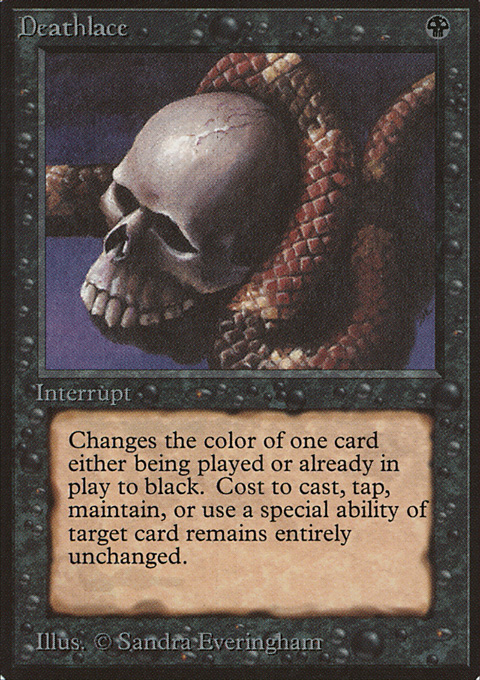 Deathlace
Interrupt
Changes the color of one card
either being played or already in
play to black. Cost to cast, tap,
maintain, or use a special ability of
target card remains entirely
unchanged.
Illus. © Sandra Everingham